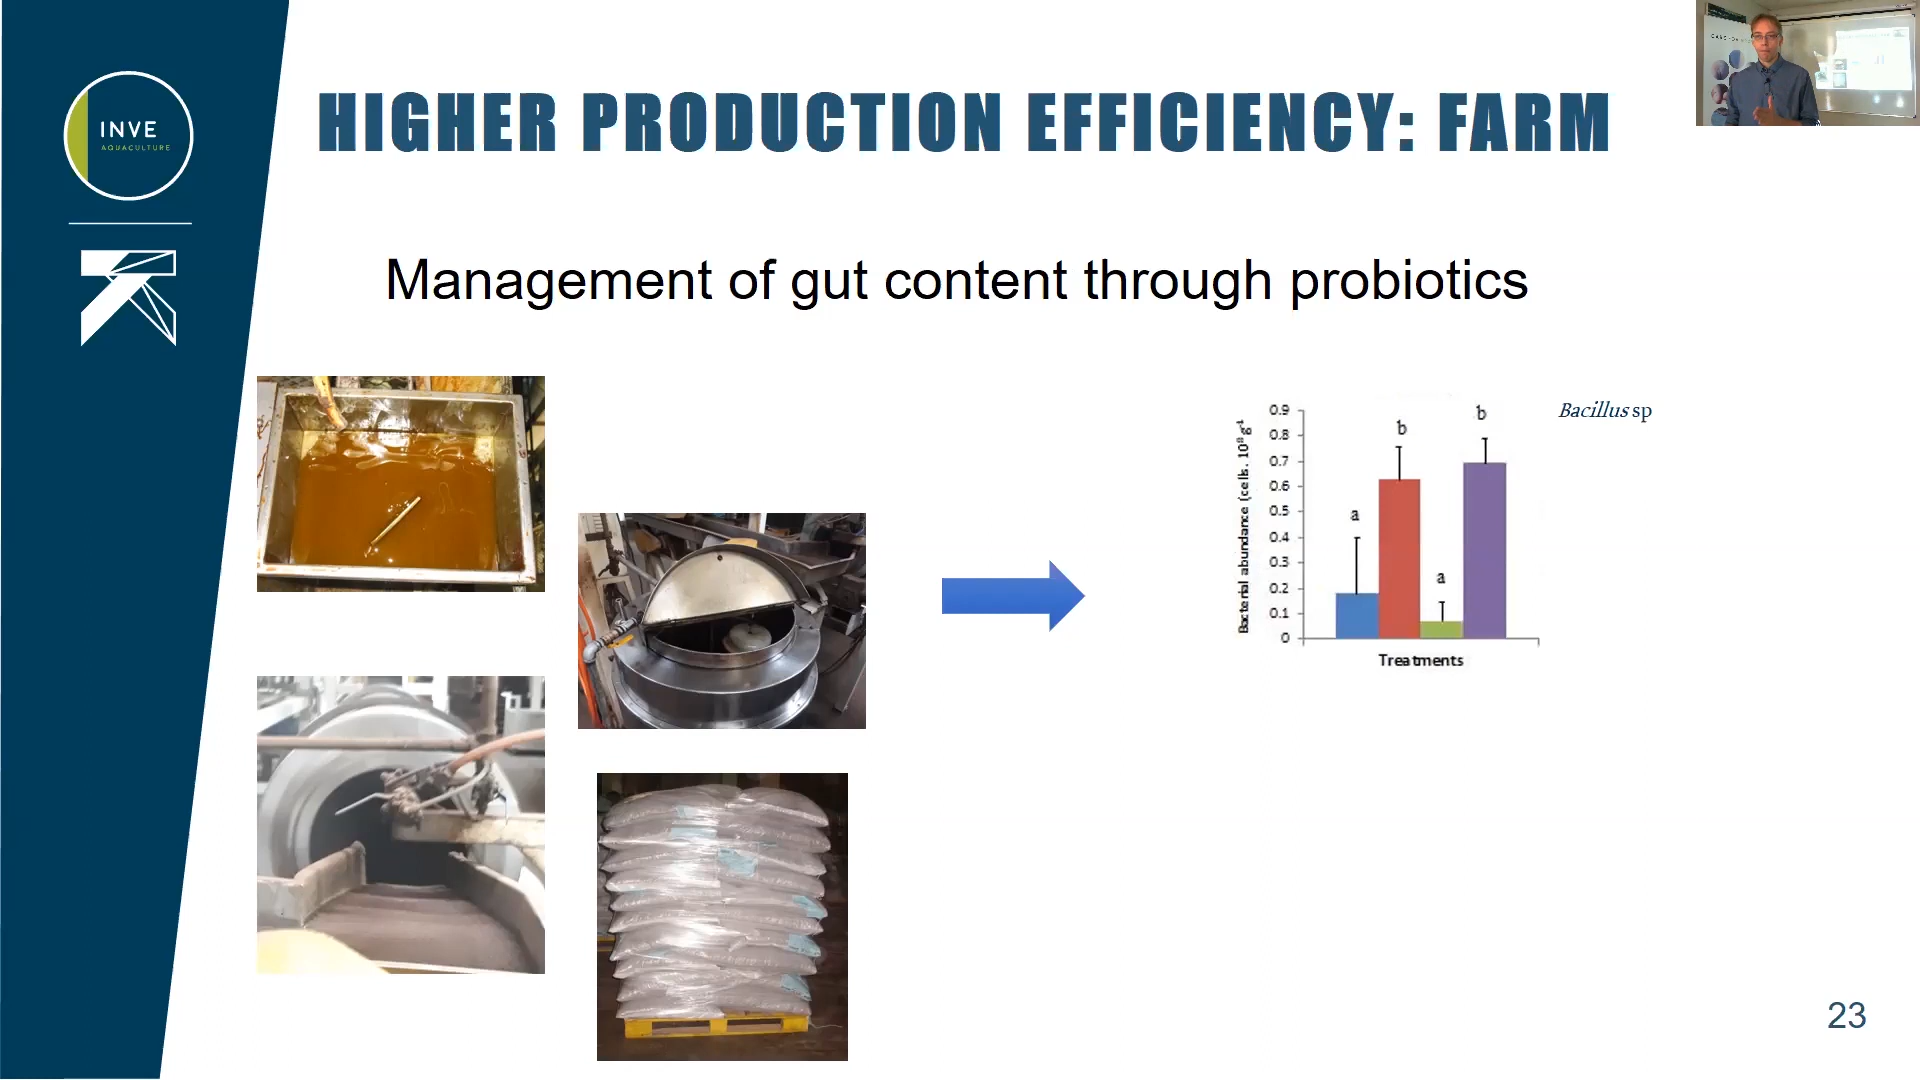 INVE
AQUACULTURE
HIGHER PRODUCTION EFFICIENCY: FARM
Management of gut content through probiotics
Bacterial abundance (cells. 10⁸ g⁻¹
0.9
0.8
0.7
0.6
0.5
0.4
0.3
0.2
0.1
0
a
b
a
b
Treatments
Bacillus sp
23